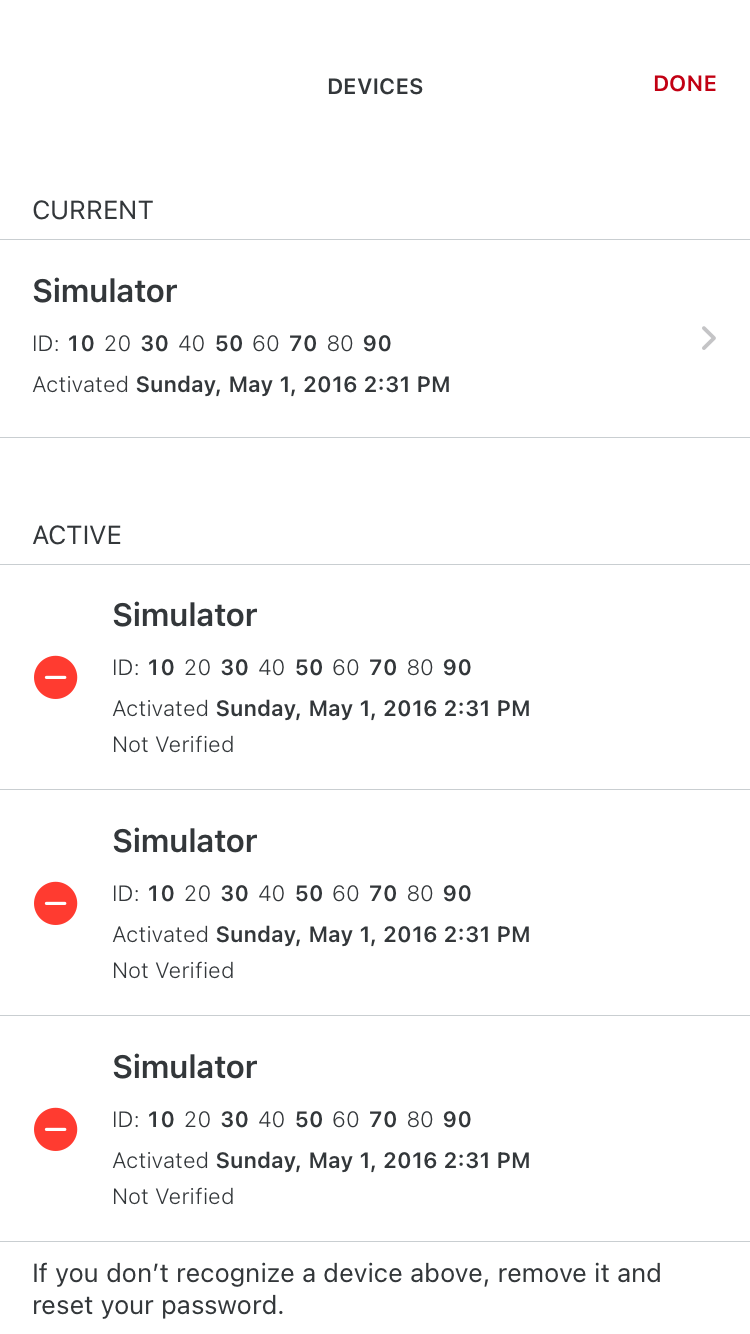 DEVICES
DONE
CURRENT
Simulator
ID: 10 20 30 40 50 60 70 80 90
Activated Sunday, May 1, 2016 2:31 PM
ACTIVE
Simulator
ID: 10 20 30 40 50 60 70 80 90
Activated Sunday, May 1, 2016 2:31 PM
Not Verified
Simulator
ID: 10 20 30 40 50 60 70 80 90
Activated Sunday, May 1, 2016 2:31 PM
Not Verified
Simulator
ID: 10 20 30 40 50 60 70 80 90
Activated Sunday, May 1, 2016 2:31 PM
Not Verified
If you don’t recognize a device above, remove it and
reset your password.